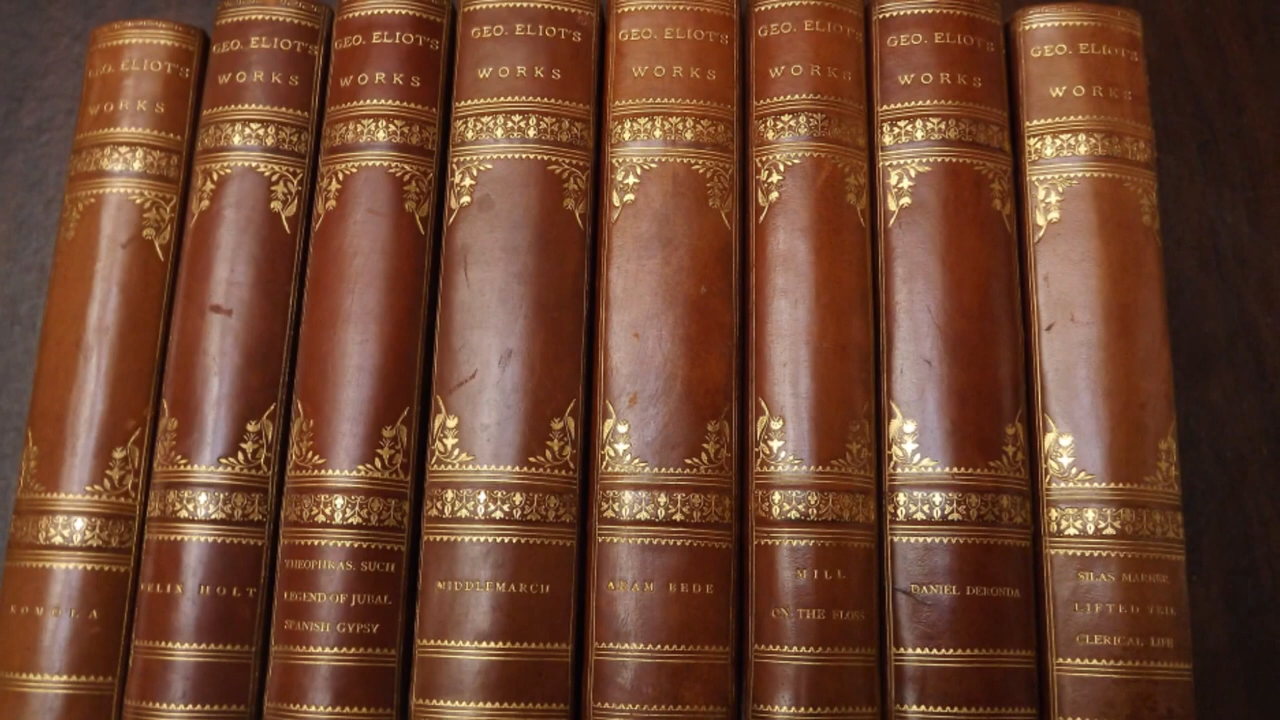 GEO. ELIOT'S
WORKS
ROMOLA
GEO. ELIOT'S
WORKS
FELIX HOLT
GEO. ELIOT'S
WORKS
THEOPHRAS. SUCH
LEGEND OF JUBAL
SPANISH GYPSY
GEO. ELIOT'S
WORKS
MIDDLEMARCH
GEO. ELIOT'S
WORKS
ADAM BEDE
GEO. ELIOT'S
WORKS
MILL
ON THE FLOSS
GEO. ELIOT'S
WORKS
DANIEL DERONDA
GEO. ELIOT'S
WORKS
SILAS MARNER
LIFTED VEIL
CLERICAL LIFE